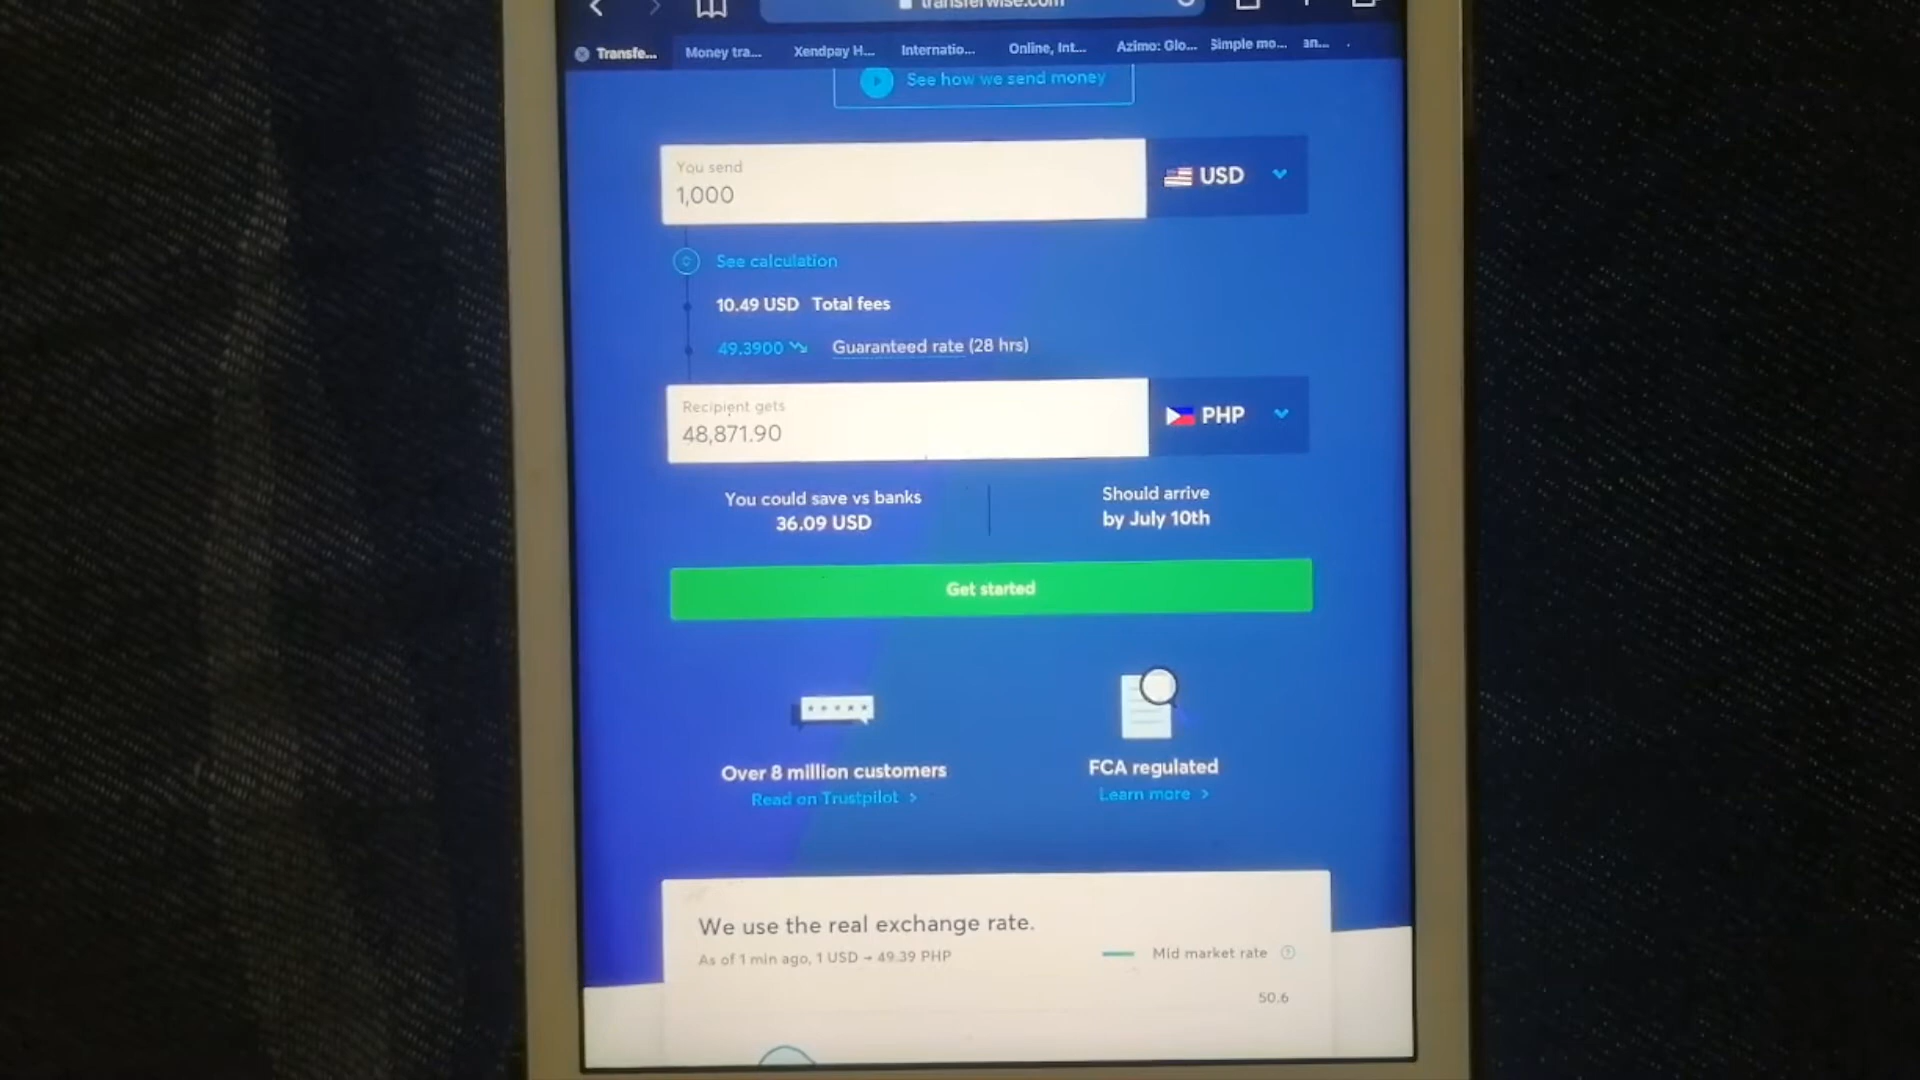 transferwise.com
Transfe... Money tra... Xendpay H... Internatio... Online, Int... Azimo: Glo... Simple mo... an...
See how we send money
You send
1,000
USD
See calculation
10.49 USD Total fees
49.3900 Guaranteed rate (28 hrs)
Recipient gets
48,871.90
PHP
You could save vs banks
36.09 USD
Should arrive
by July 10th
Get started
Over 8 million customers
Read on Trustpilot >
FCA regulated
Learn more >
We use the real exchange rate.
As of 1 min ago, 1 USD → 49.39 PHP
Mid market rate ?
50.6